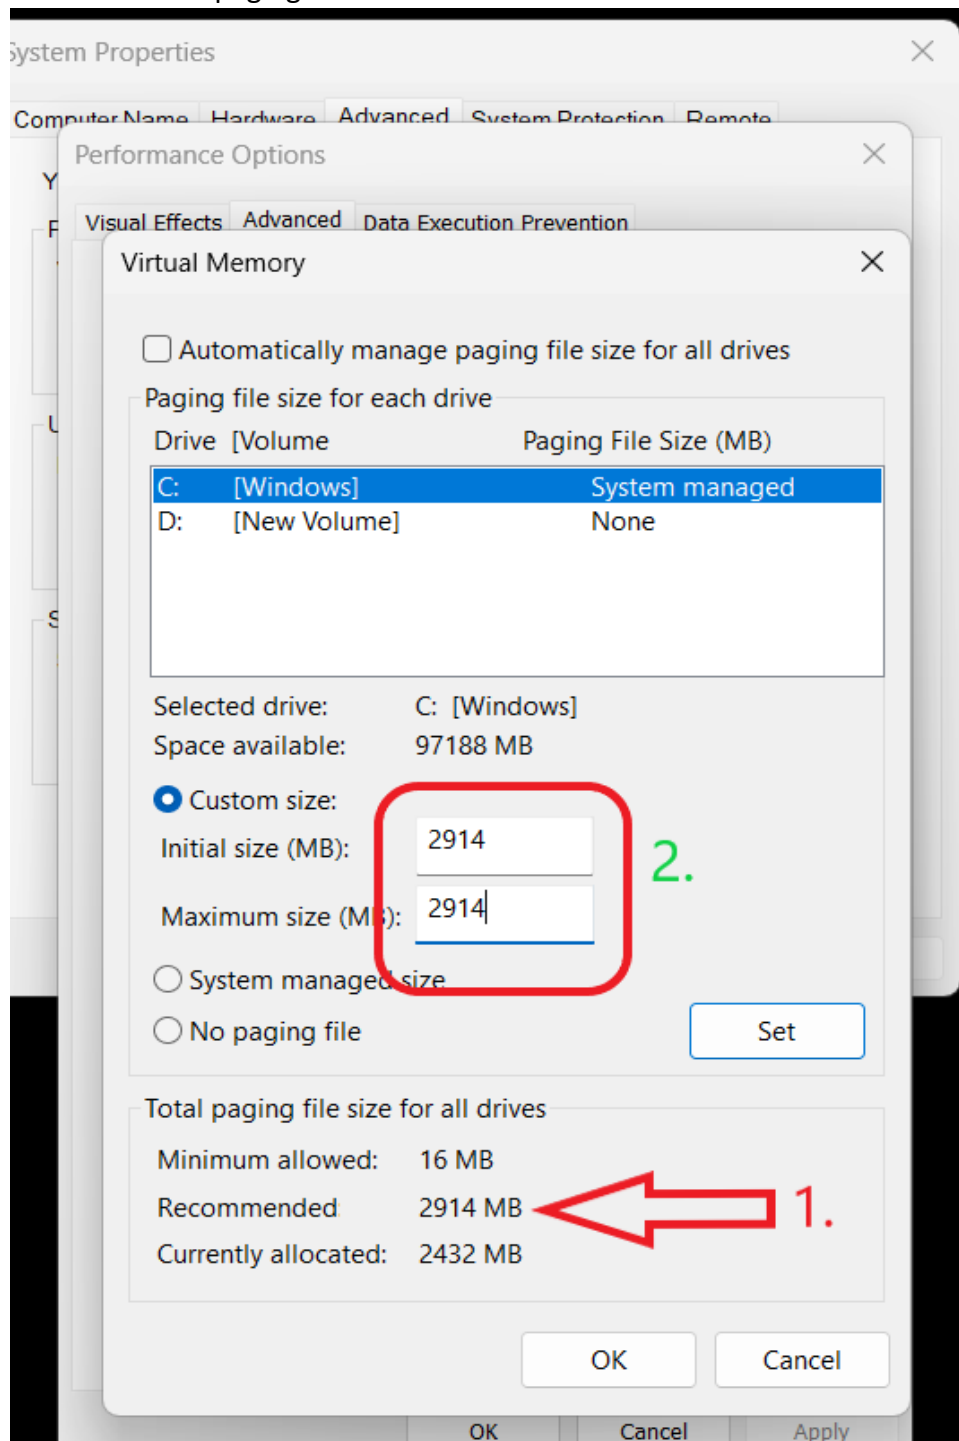 System Properties
Computer Name Hardware Advanced System Protection Remote
Performance Options
Visual Effects Advanced Data Execution Prevention
Virtual Memory
Automatically manage paging file size for all drives
Paging file size for each drive
Drive [Volume Paging File Size (MB)
C: [Windows] System managed
D: [New Volume] None
Selected drive: C: [Windows]
Space available: 97188 MB
Custom size:
Initial size (MB): 2914
2.
Maximum size (MB): 2914
System managed size
No paging file
Set
Total paging file size for all drives
Minimum allowed: 16 MB
Recommended: 2914 MB
1.
Currently allocated: 2432 MB
OK Cancel
OK Cancel Apply